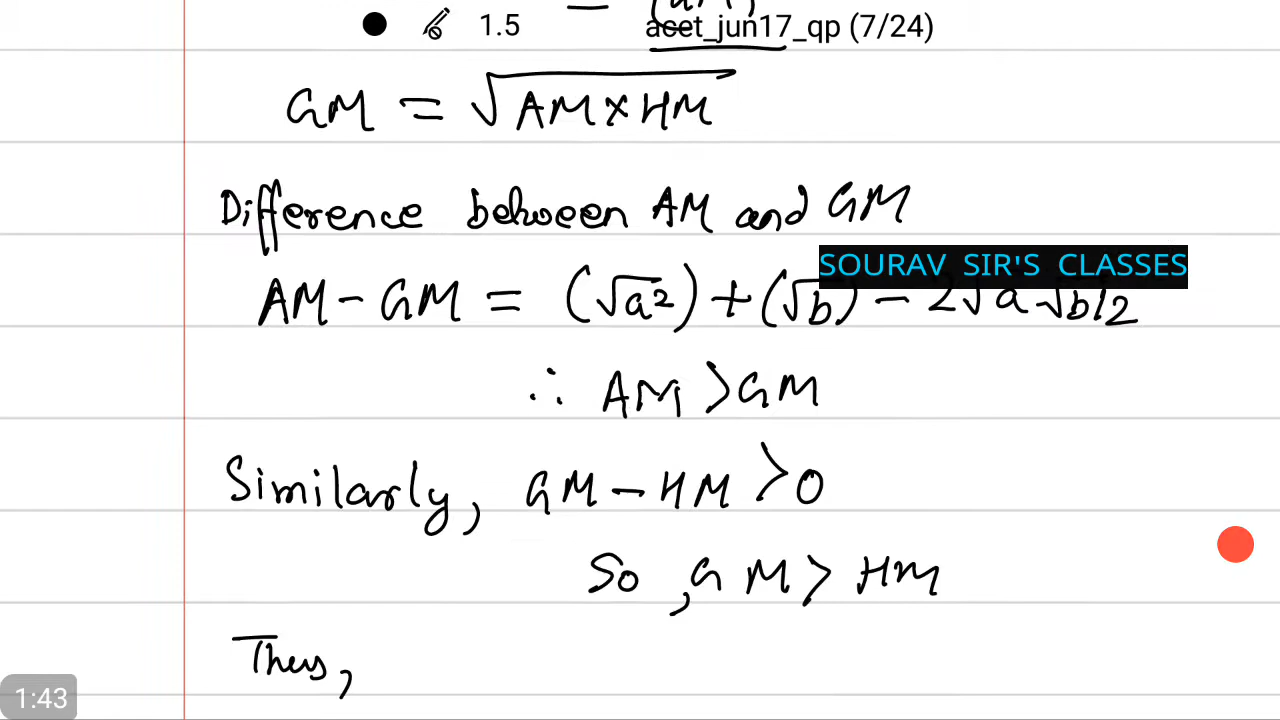 1.5 acet_jun17_qp (7/24)
GM = √AM×HM
Difference between AM and GM
SOURAV SIR'S CLASSES
AM - GM = (√a²) + (√b) - 2√a √b/2
∴ AM > GM
Similarly, GM - HM > 0
So, GM > HM
Thus,
1:43